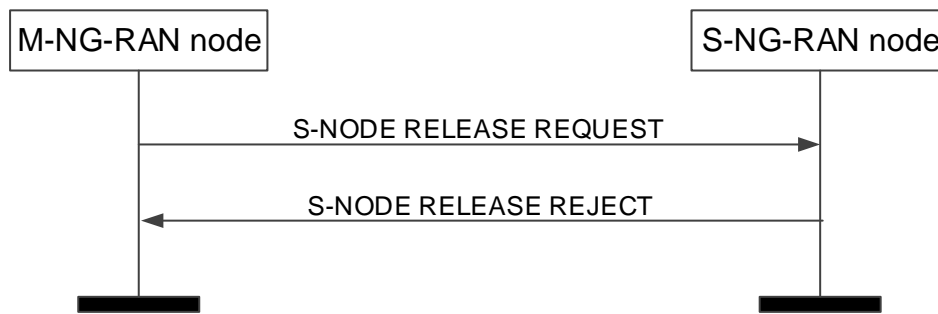 M-NG-RAN node
S-NG-RAN node
S-NODE RELEASE REQUEST
S-NODE RELEASE REJECT